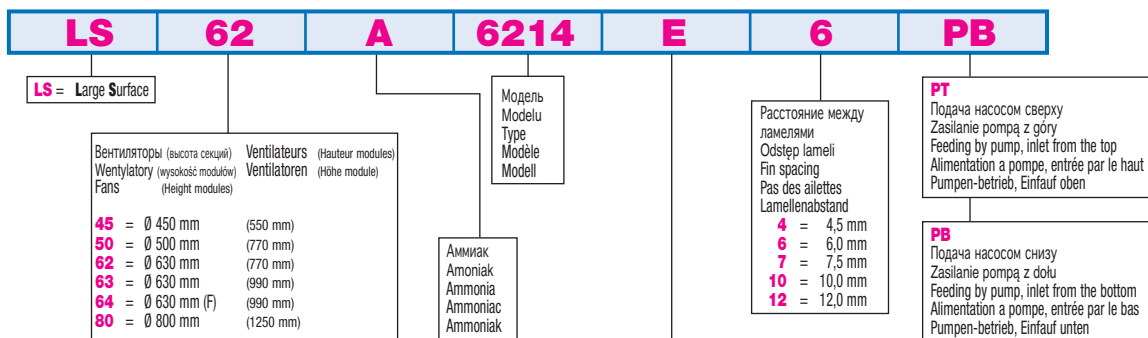 LS 62 A 6214 E 6 PB
LS = Large Surface
Вентиляторы (высота секций) Ventilateurs (Hauteur modules)
Wentylatory (wysokość modułów) Ventilatoren (Höhe module)
Fans (Height modules)
45 = Ø 450 mm (550 mm)
50 = Ø 500 mm (770 mm)
62 = Ø 630 mm (770 mm)
63 = Ø 630 mm (990 mm)
64 = Ø 630 mm (F) (990 mm)
80 = Ø 800 mm (1250 mm)
Аммиак
Amoniak
Ammonia
Ammoniac
Ammoniak
Модель
Modelu
Type
Modèle
Modell
Расстояние между
ламелями
Odstęp lameli
Fin spacing
Pas des ailettes
Lamellenabstand
4 = 4,5 mm
6 = 6,0 mm
7 = 7,5 mm
10 = 10,0 mm
12 = 12,0 mm
PT
Подача насосом сверху
Zasilanie pompą z góry
Feeding by pump, inlet from the top
Alimentation a pompe, entrée par le haut
Pumpen-betrieb, Einfauf oben
PB
Подача насосом снизу
Zasilanie pompą z dołu
Feeding by pump, inlet from the bottom
Alimentation a pompe, entrée par le bas
Pumpen-betrieb, Einfauf unten